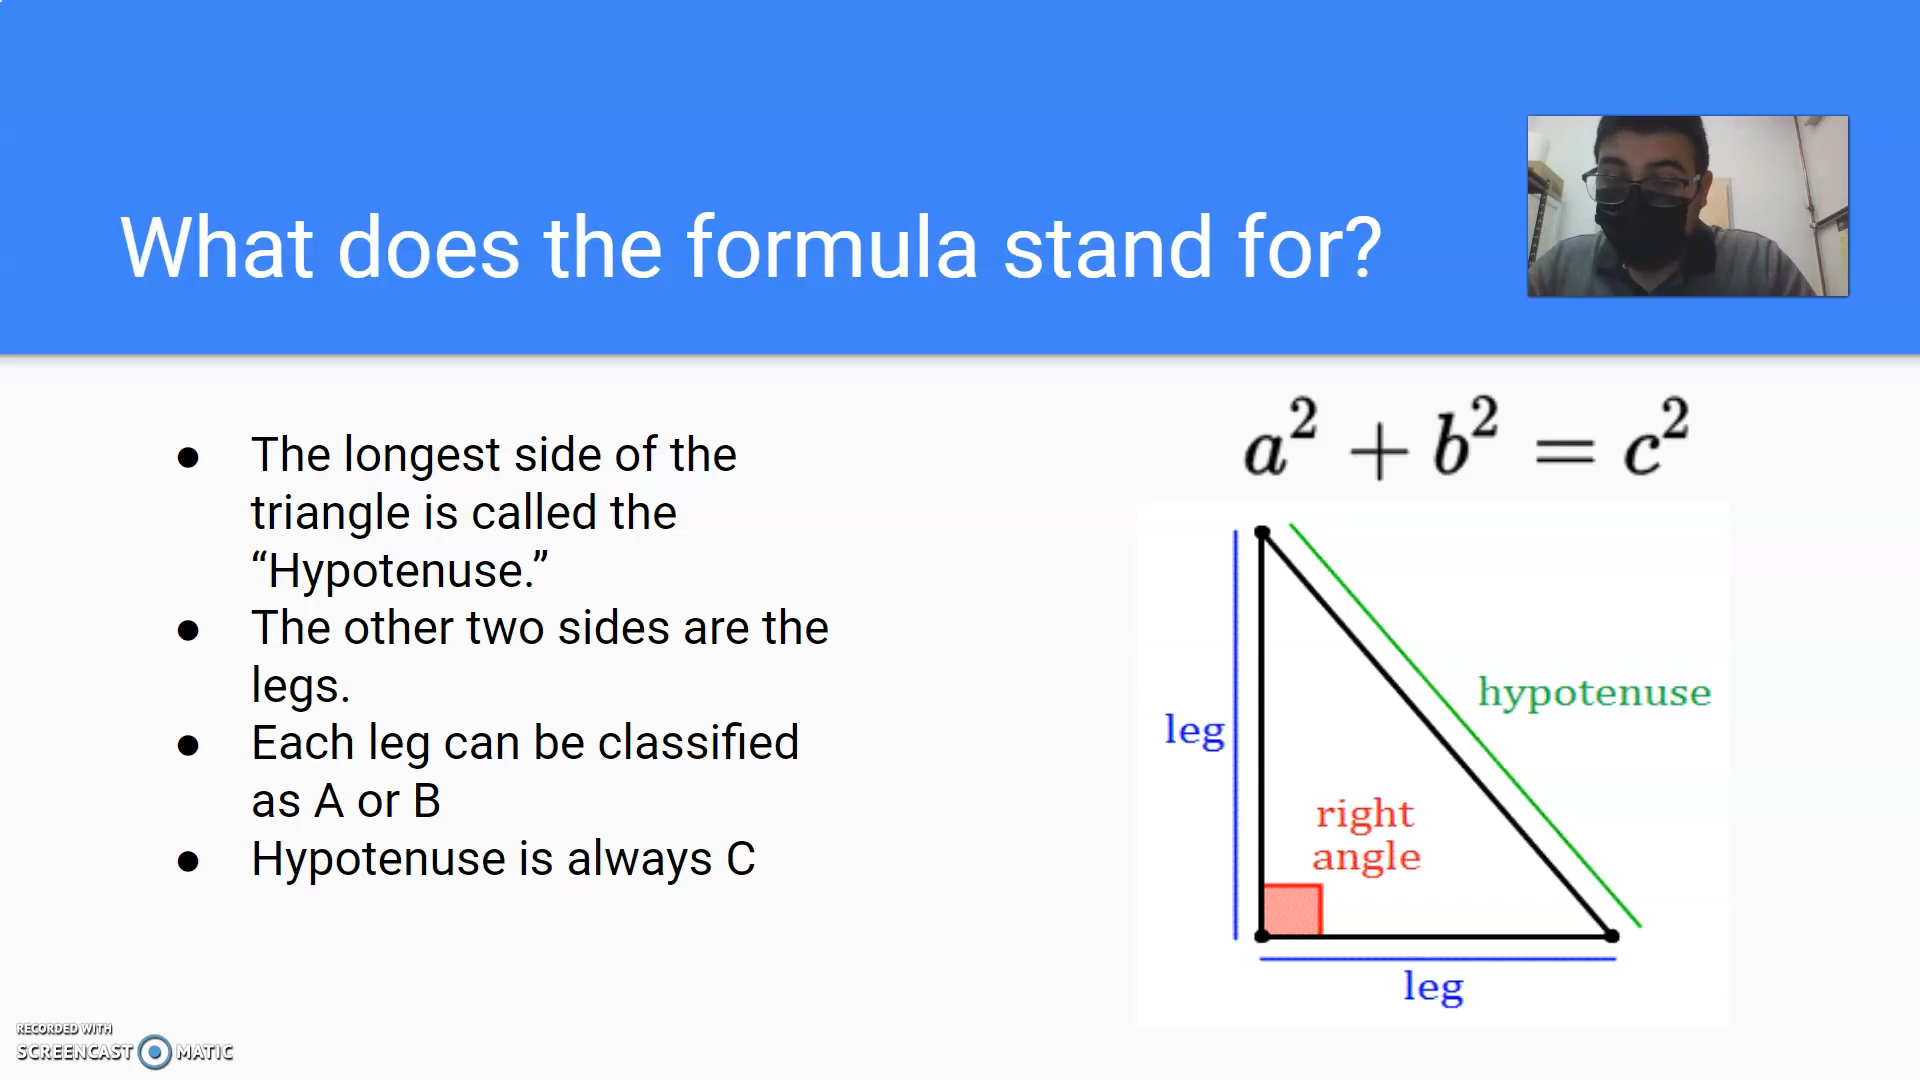 What does the formula stand for?
● The longest side of the
triangle is called the
“Hypotenuse.”
● The other two sides are the
legs.
● Each leg can be classified
as A or B
● Hypotenuse is always C
a² + b² = c²
hypotenuse
leg
right
angle
leg
RECORDED WITH
SCREENCAST MATIC